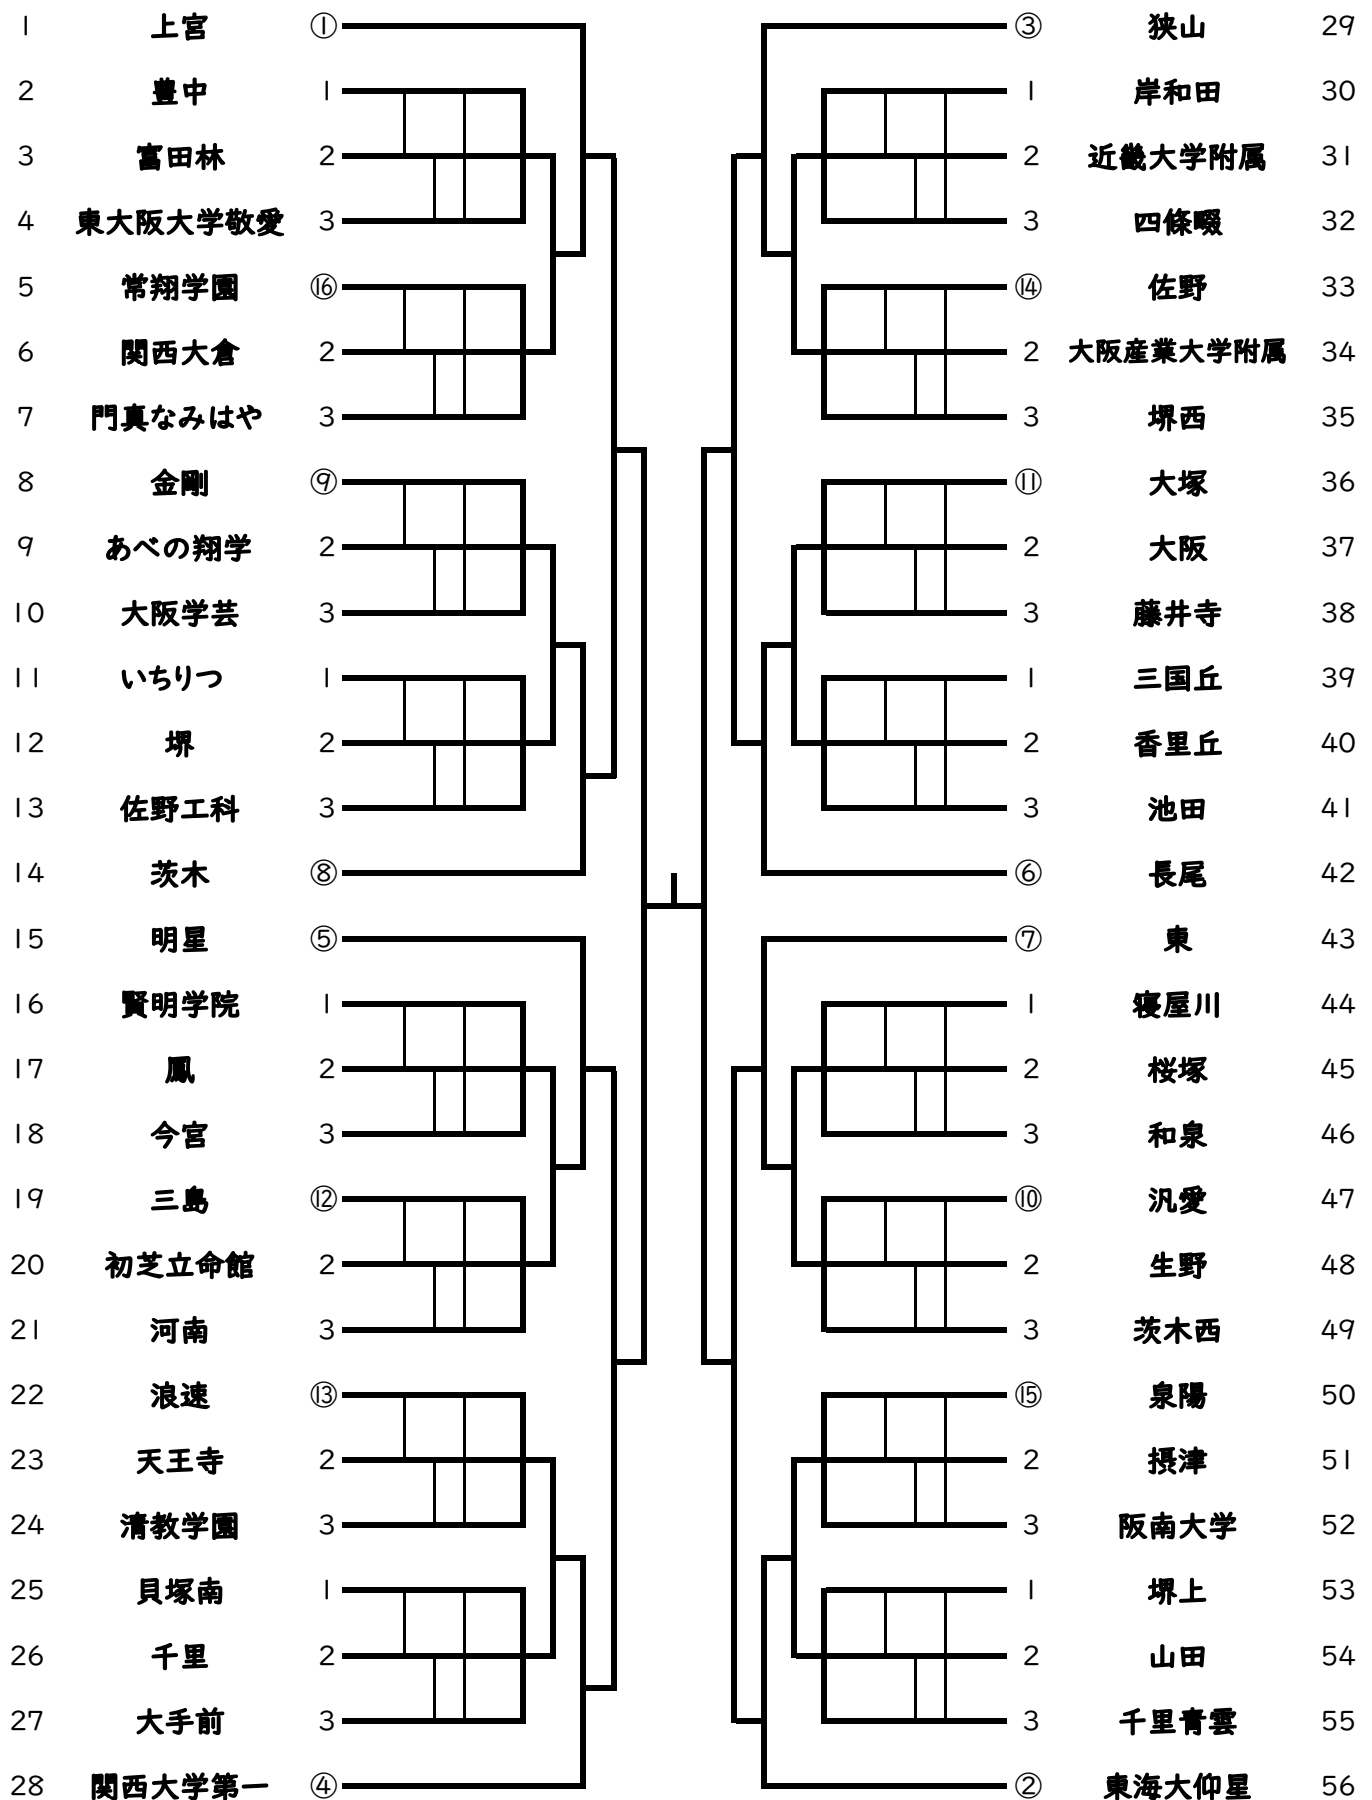 1 上宮 ①
2 豊中 1
3 富田林 2
4 東大阪大学敬愛 3
5 常翔学園 ⑯
6 関西大倉 2
7 門真なみはや 3
8 金剛 ⑨
9 あべの翔学 2
10 大阪学芸 3
11 いちりつ 1
12 堺 2
13 佐野工科 3
14 茨木 ⑧
15 明星 ⑤
16 賢明学院 1
17 鳳 2
18 今宮 3
19 三島 ⑫
20 初芝立命館 2
21 河南 3
22 浪速 ⑬
23 天王寺 2
24 清教学園 3
25 貝塚南 1
26 千里 2
27 大手前 3
28 関西大学第一 ④
③ 狭山 29
1 岸和田 30
2 近畿大学附属 31
3 四條畷 32
⑭ 佐野 33
2 大阪産業大学附属 34
3 堺西 35
⑪ 大塚 36
2 大阪 37
3 藤井寺 38
1 三国丘 39
2 香里丘 40
3 池田 41
⑥ 長尾 42
⑦ 東 43
1 寝屋川 44
2 桜塚 45
3 和泉 46
⑩ 汎愛 47
2 生野 48
3 茨木西 49
⑮ 泉陽 50
2 摂津 51
3 阪南大学 52
1 堺上 53
2 山田 54
3 千里青雲 55
② 東海大仰星 56